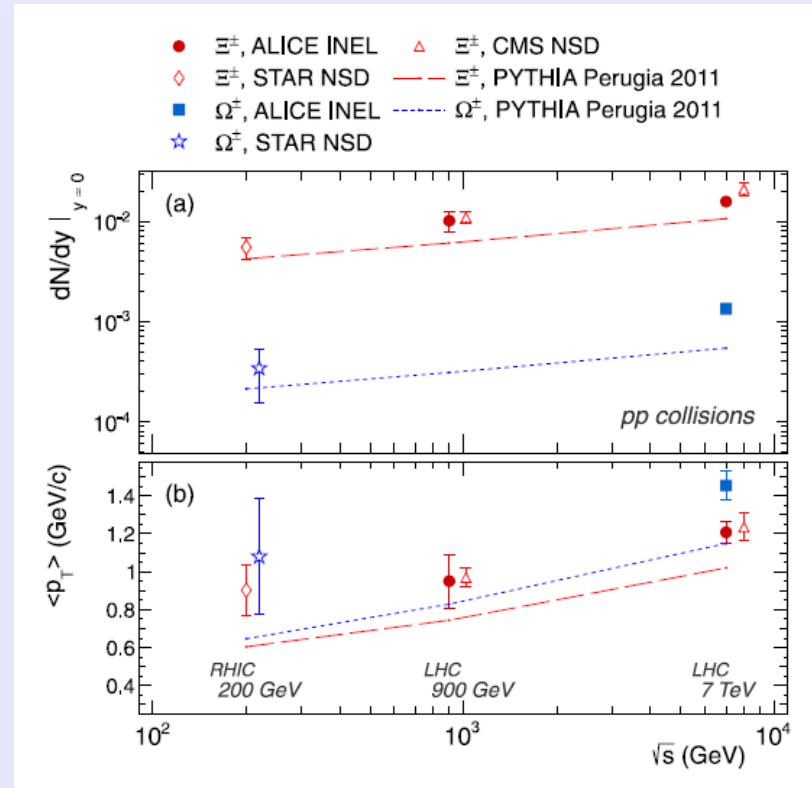 Ξ±, ALICE INEL Ξ±, CMS NSD
Ξ±, STAR NSD Ξ±, PYTHIA Perugia 2011
Ω±, ALICE INEL Ω±, PYTHIA Perugia 2011
Ω±, STAR NSD
dN/dy |y = 0
(a)
10⁻²
10⁻³
10⁻⁴
pp collisions
<pT> (GeV/c)
(b)
1.4
1.2
1
0.8
0.6
0.4
RHIC LHC LHC
200 GeV 900 GeV 7 TeV
10² 10³ 10⁴
√s (GeV)